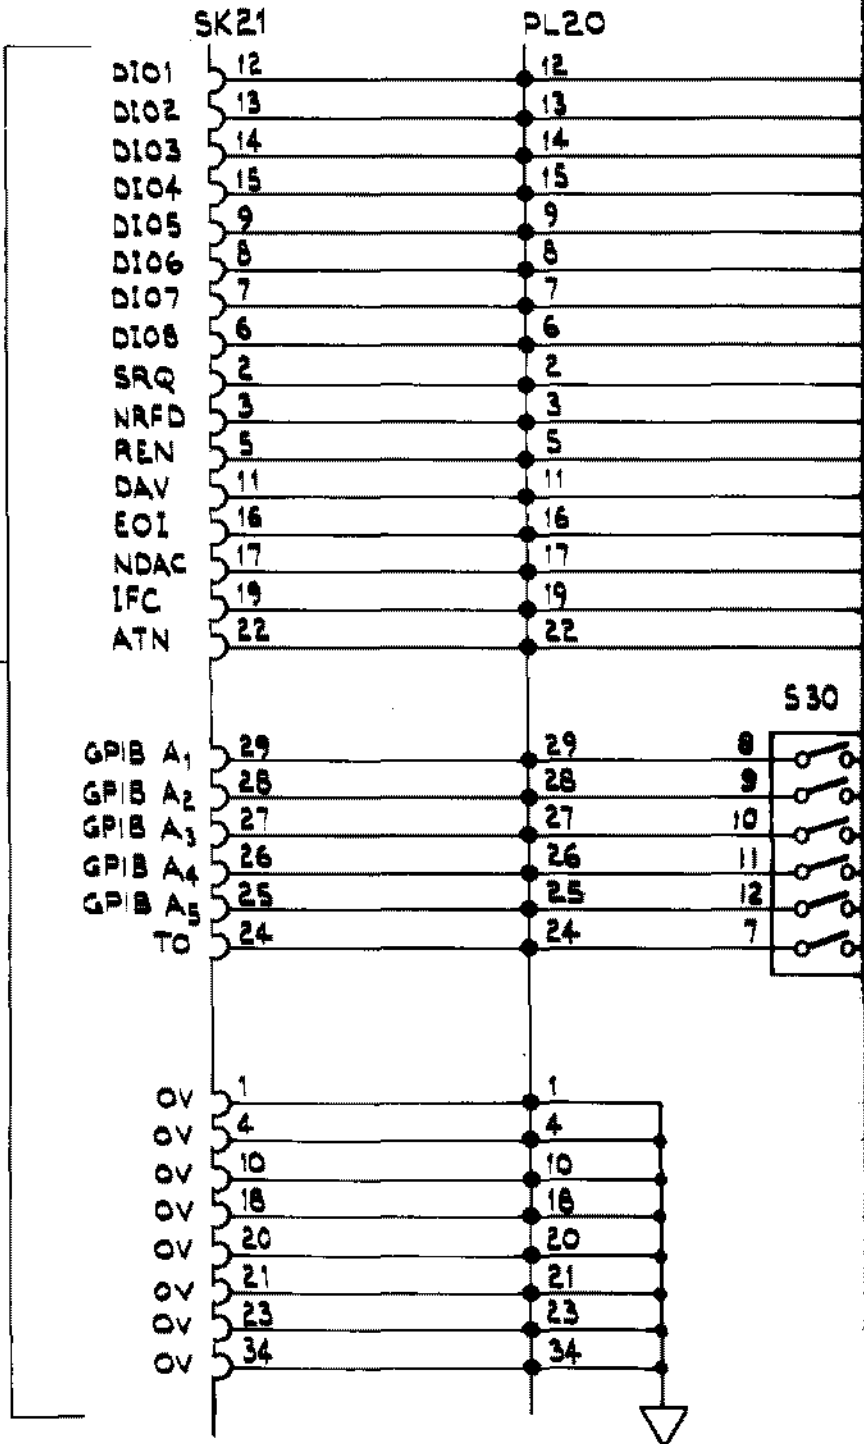 SK21 PL20
DIO1 12 12
DIO2 13 13
DIO3 14 14
DIO4 15 15
DIO5 9 9
DIO6 8 8
DIO7 7 7
DIO8 6 6
SRQ 2 2
NRFD 3 3
REN 5 5
DAV 11 11
EOI 16 16
NDAC 17 17
IFC 19 19
ATN 22 22
S30
GPIB A1 29 29 8
GPIB A2 28 28 9
GPIB A3 27 27 10
GPIB A4 26 26 11
GPIB A5 25 25 12
TO 24 24 7
OV 1 1
OV 4 4
OV 10 10
OV 18 18
OV 20 20
OV 21 21
OV 23 23
OV 34 34